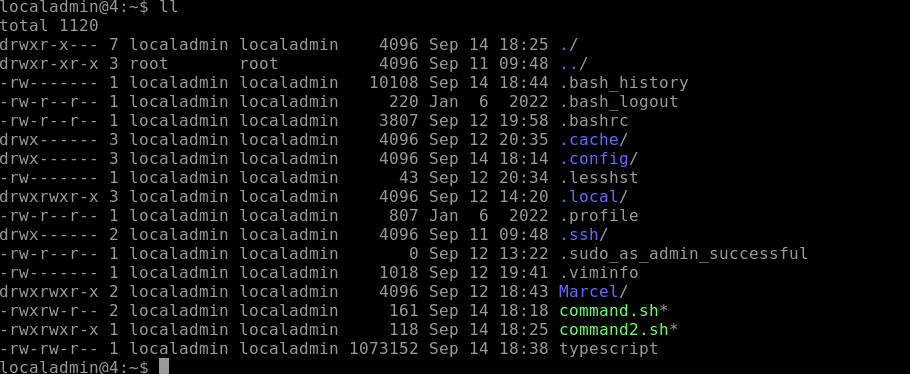 localadmin@4:~$ ll
total 1120
drwxr-x--- 7 localadmin localadmin    4096 Sep 14 18:25 ./
drwxr-xr-x 3 root       root          4096 Sep 11 09:48 ../
-rw------- 1 localadmin localadmin   10108 Sep 14 18:44 .bash_history
-rw-r--r-- 1 localadmin localadmin     220 Jan  6  2022 .bash_logout
-rw-r--r-- 1 localadmin localadmin    3807 Sep 12 19:58 .bashrc
drwx------ 3 localadmin localadmin    4096 Sep 12 20:35 .cache/
drwx------ 3 localadmin localadmin    4096 Sep 14 18:14 .config/
-rw------- 1 localadmin localadmin      43 Sep 12 20:34 .lesshst
drwxrwxr-x 3 localadmin localadmin    4096 Sep 12 14:20 .local/
-rw-r--r-- 1 localadmin localadmin     807 Jan  6  2022 .profile
drwx------ 2 localadmin localadmin    4096 Sep 11 09:48 .ssh/
-rw-r--r-- 1 localadmin localadmin       0 Sep 12 13:22 .sudo_as_admin_successful
-rw------- 1 localadmin localadmin    1018 Sep 12 19:41 .viminfo
drwxrwxr-x 2 localadmin localadmin    4096 Sep 12 18:43 Marcel/
-rwxrw-r-- 2 localadmin localadmin     161 Sep 14 18:18 command.sh*
-rwxrwxr-x 1 localadmin localadmin     118 Sep 14 18:25 command2.sh*
-rw-rw-r-- 1 localadmin localadmin 1073152 Sep 14 18:38 typescript
localadmin@4:~$